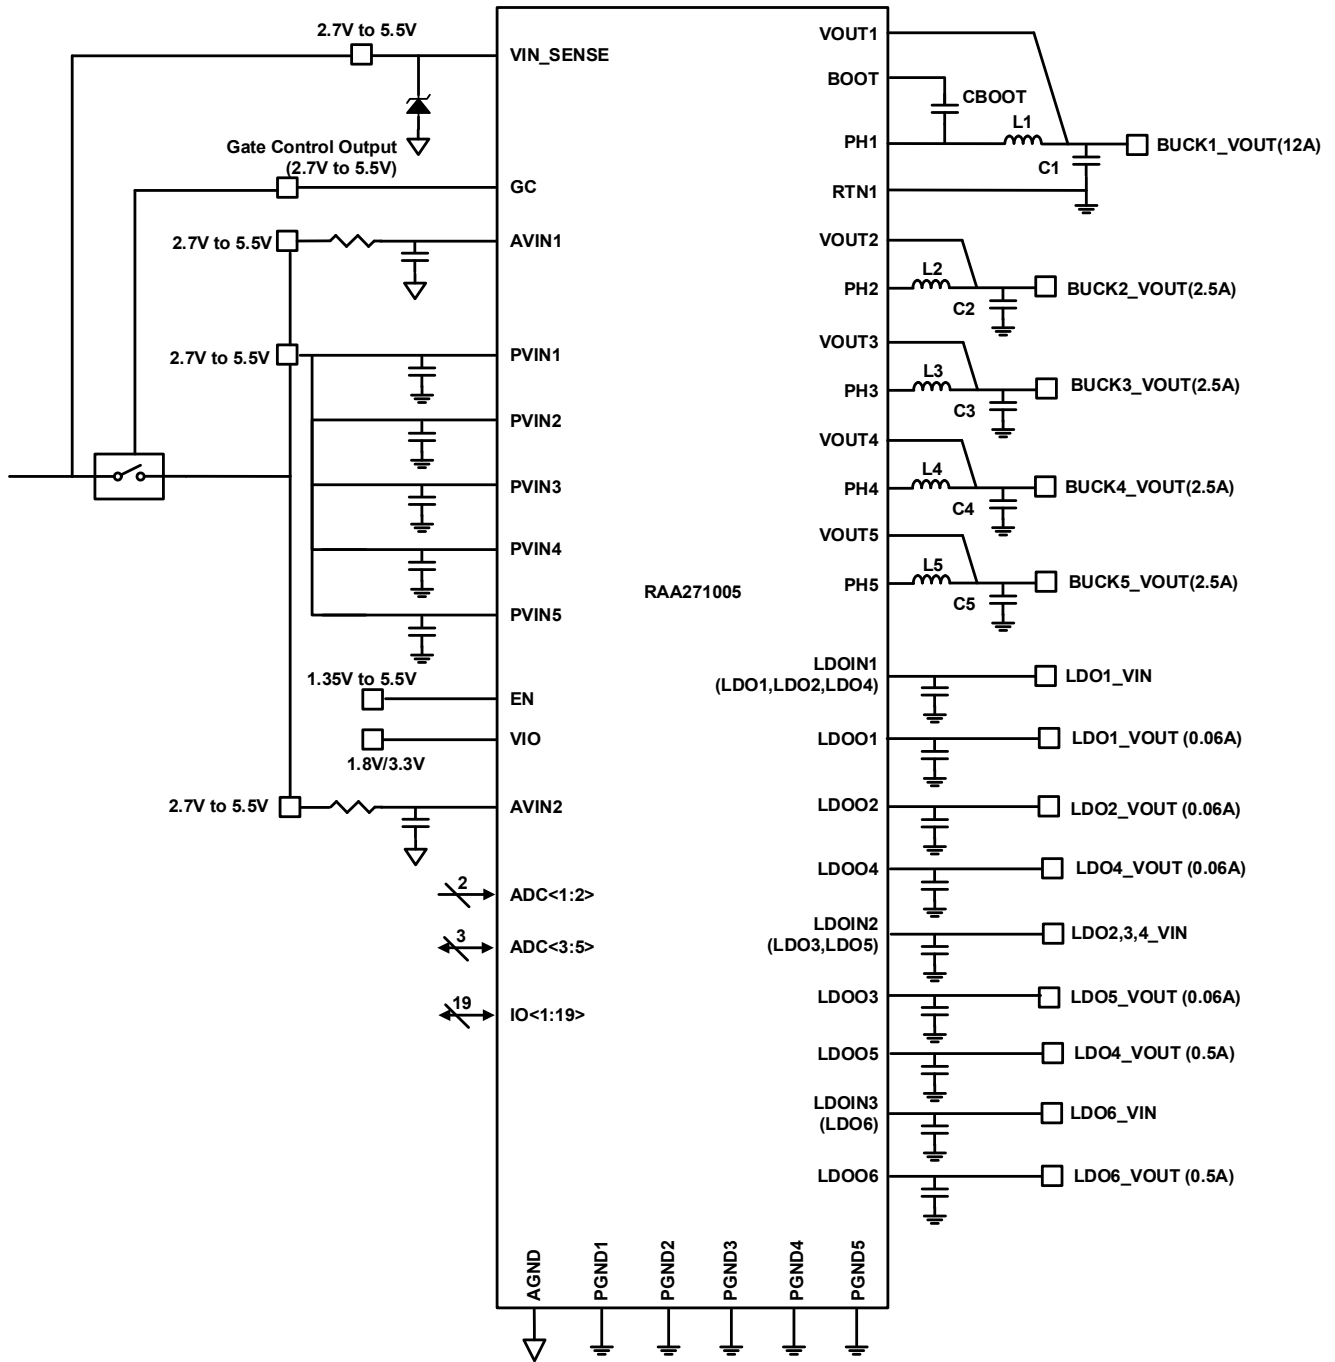 2.7V to 5.5V
VIN_SENSE
Gate Control Output
(2.7V to 5.5V)
GC
2.7V to 5.5V
AVIN1
2.7V to 5.5V
PVIN1
PVIN2
PVIN3
PVIN4
PVIN5
1.35V to 5.5V
EN
VIO
1.8V/3.3V
2.7V to 5.5V
AVIN2
2
ADC<1:2>
3
ADC<3:5>
19
IO<1:19>
RAA271005
VOUT1
BOOT
CBOOT
L1
PH1
C1
BUCK1_VOUT(12A)
RTN1
VOUT2
L2
PH2
C2
BUCK2_VOUT(2.5A)
VOUT3
L3
PH3
C3
BUCK3_VOUT(2.5A)
VOUT4
L4
PH4
C4
BUCK4_VOUT(2.5A)
VOUT5
L5
PH5
C5
BUCK5_VOUT(2.5A)
LDOIN1
(LDO1,LDO2,LDO4)
LDO1_VIN
LDOO1
LDO1_VOUT (0.06A)
LDOO2
LDO2_VOUT (0.06A)
LDOO4
LDO4_VOUT (0.06A)
LDOIN2
(LDO3,LDO5)
LDO2,3,4_VIN
LDOO3
LDO5_VOUT (0.06A)
LDOO5
LDO4_VOUT (0.5A)
LDOIN3
(LDO6)
LDO6_VIN
LDOO6
LDO6_VOUT (0.5A)
AGND
PGND1
PGND2
PGND3
PGND4
PGND5